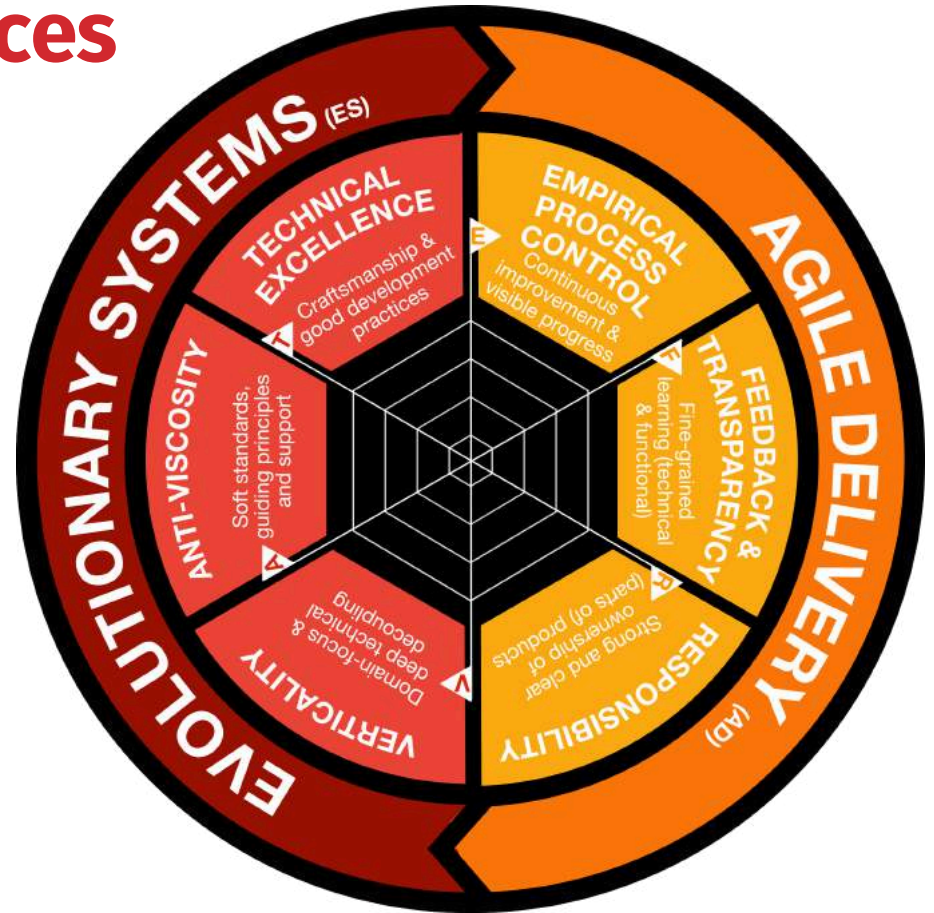 ces
EVOLUTIONARY SYSTEMS (ES)
AGILE DELIVERY (AD)
TECHNICAL
EXCELLENCE
Craftsmanship &
good development
practices
T
EMPIRICAL
PROCESS
CONTROL
Continuous
improvement &
visible progress
E
FEEDBACK &
TRANSPARENCY
Fine-grained
learning (technical
& functional)
F
RESPONSIBILITY
Strong and clear
ownership of
(parts of) products
R
VERTICALITY
Domain-focus &
deep technical
decoupling
V
ANTI-VISCOSITY
Soft standards,
guiding principles
and support
A